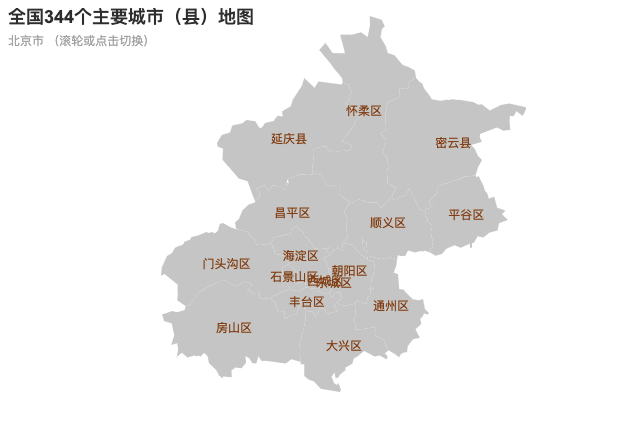 全国344个主要城市（县）地图
北京市 （滚轮或点击切换）
怀柔区
延庆县
密云县
昌平区
平谷区
顺义区
海淀区
门头沟区
朝阳区
石景山区
西城区
东城区
丰台区
通州区
房山区
大兴区